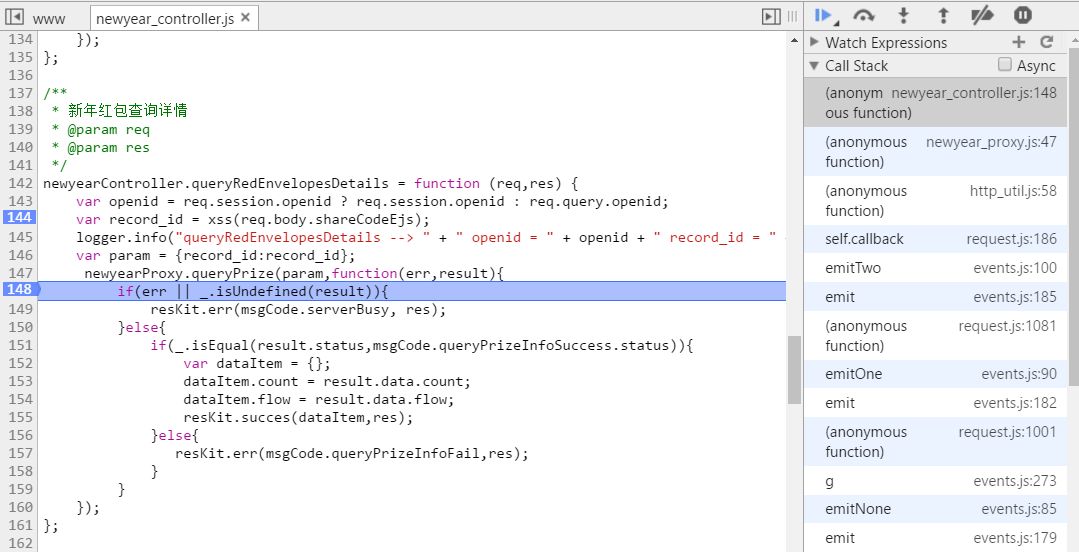 www newyear_controller.js ×
134 });
135 };
136
137 /**
138 * 新年红包查询详情
139 * @param req
140 * @param res
141 */
142 newyearController.queryRedEnvelopesDetails = function (req,res) {
143 var openid = req.session.openid ? req.session.openid : req.query.openid;
144 var record_id = xss(req.body.shareCodeEjs);
145 logger.info("queryRedEnvelopesDetails --> " + " openid = " + openid + " record_id = " 
146 var param = {record_id:record_id};
147 newyearProxy.queryPrize(param,function(err,result){
148 if(err || _.isUndefined(result)){
149 resKit.err(msgCode.serverBusy, res);
150 }else{
151 if(_.isEqual(result.status,msgCode.queryPrizeInfoSuccess.status)){
152 var dataItem = {};
153 dataItem.count = result.data.count;
154 dataItem.flow = result.data.flow;
155 resKit.succes(dataItem,res);
156 }else{
157 resKit.err(msgCode.queryPrizeInfoFail,res);
158 }
159 }
160 });
161 };
162
Watch Expressions
Call Stack Async
(anonym newyear_controller.js:148
ous function)
(anonymous newyear_proxy.js:47
function)
(anonymous http_util.js:58
function)
self.callback request.js:186
emitTwo events.js:100
emit events.js:185
(anonymous request.js:1081
function)
emitOne events.js:90
emit events.js:182
(anonymous request.js:1001
function)
g events.js:273
emitNone events.js:85
emit events.js:179